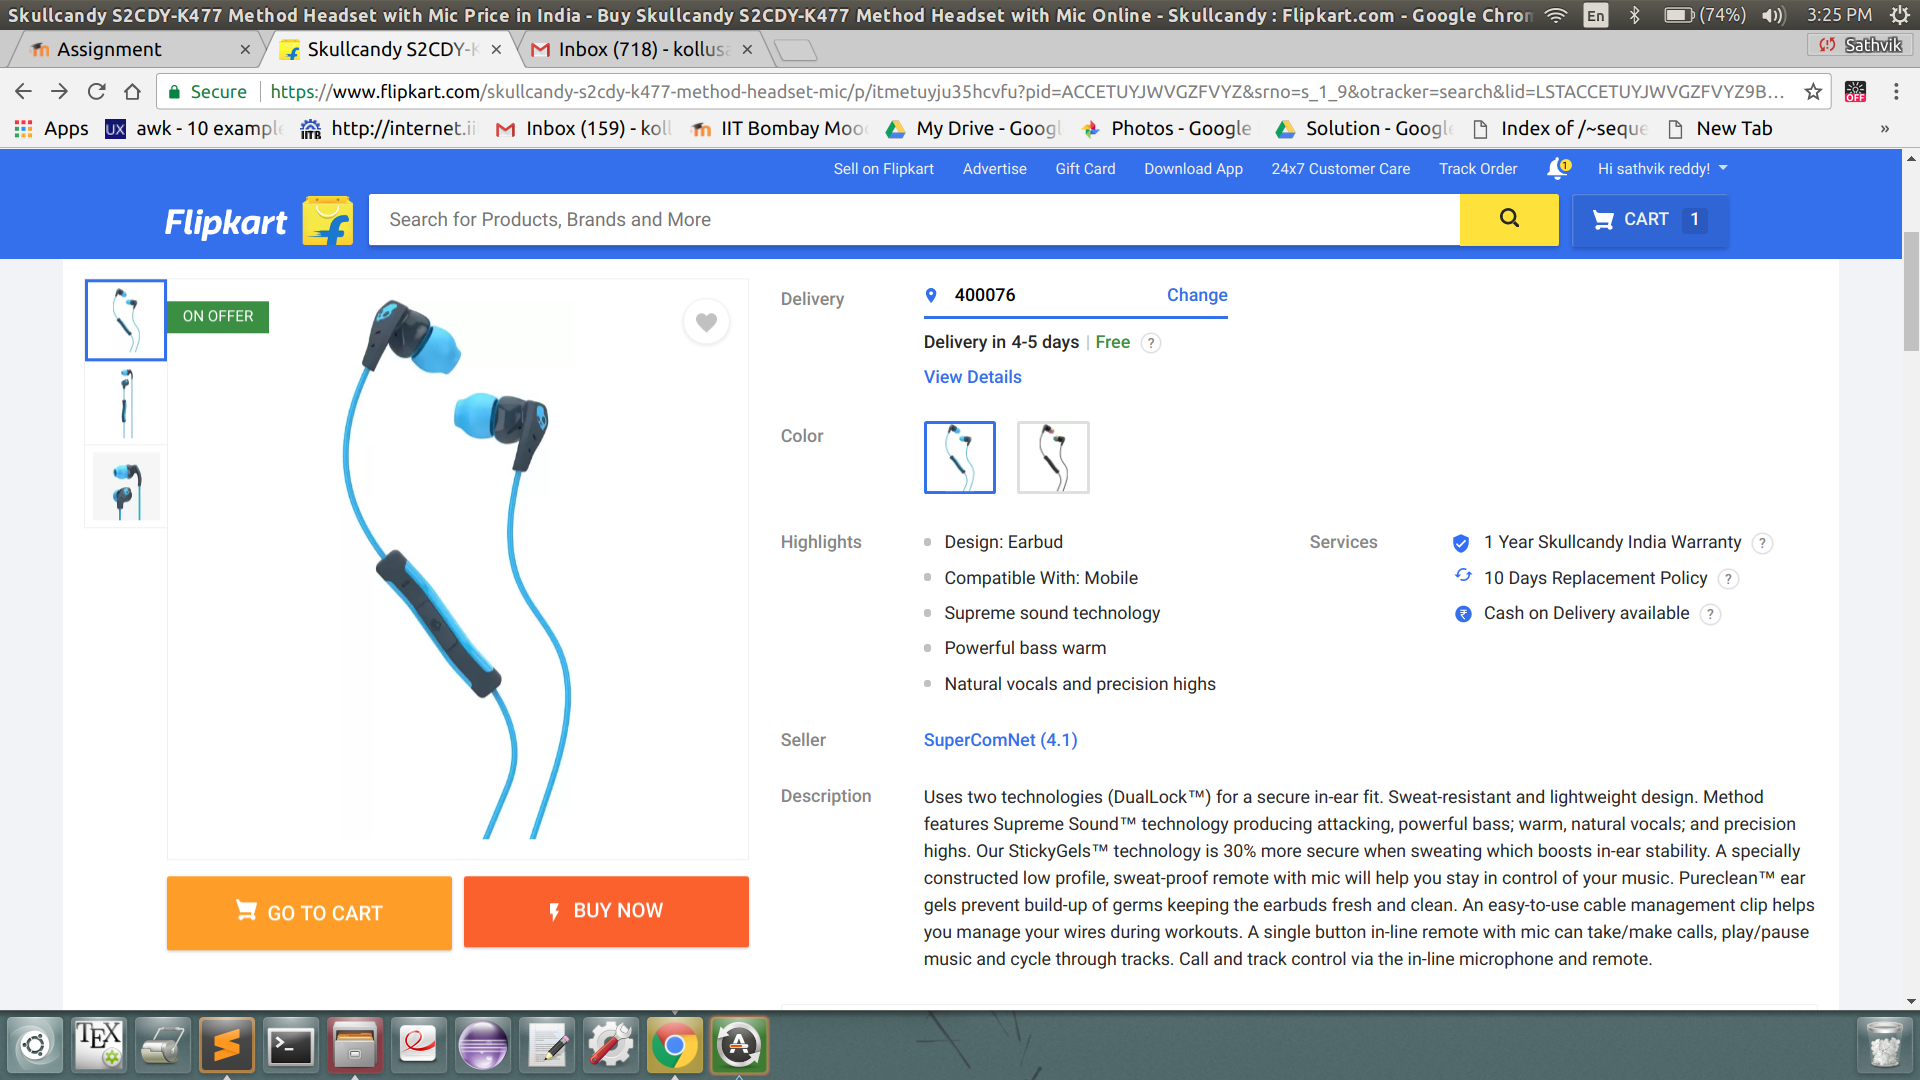 Skullcandy S2CDY-K477 Method Headset with Mic Price in India - Buy Skullcandy S2CDY-K477 Method Headset with Mic Online - Skullcandy : Flipkart.com - Google Chrom
En
(74%)
3:25 PM
Assignment
Skullcandy S2CDY-K
Inbox (718) - kollusa
Sathvik
Secure
https://www.flipkart.com/skullcandy-s2cdy-k477-method-headset-mic/p/itmetuyju35hcvfu?pid=ACCETUYJWVGZFVYZ&srno=s_1_9&otracker=search&lid=LSTACCETUYJWVGZFVYZ9B...
OFF
Apps
UX
awk - 10 example
IITB
http://internet.ii
Inbox (159) - koll
IIT Bombay Moo
My Drive - Googl
Photos - Google
Solution - Googl
Index of /~seque
New Tab
»
Sell on Flipkart
Advertise
Gift Card
Download App
24x7 Customer Care
Track Order
1
Hi sathvik reddy!
Flipkart
Search for Products, Brands and More
CART 1
ON OFFER
Delivery
400076
Change
Delivery in 4-5 days | Free ?
View Details
Color
Highlights
Design: Earbud
Compatible With: Mobile
Supreme sound technology
Powerful bass warm
Natural vocals and precision highs
Services
1 Year Skullcandy India Warranty ?
10 Days Replacement Policy ?
₹ Cash on Delivery available ?
Seller
SuperComNet (4.1)
Description
Uses two technologies (DualLock™) for a secure in-ear fit. Sweat-resistant and lightweight design. Method
features Supreme Sound™ technology producing attacking, powerful bass; warm, natural vocals; and precision
highs. Our StickyGels™ technology is 30% more secure when sweating which boosts in-ear stability. A specially
constructed low profile, sweat-proof remote with mic will help you stay in control of your music. Pureclean™ ear
gels prevent build-up of germs keeping the earbuds fresh and clean. An easy-to-use cable management clip helps
you manage your wires during workouts. A single button in-line remote with mic can take/make calls, play/pause
music and cycle through tracks. Call and track control via the in-line microphone and remote.
GO TO CART
BUY NOW
TEX
A